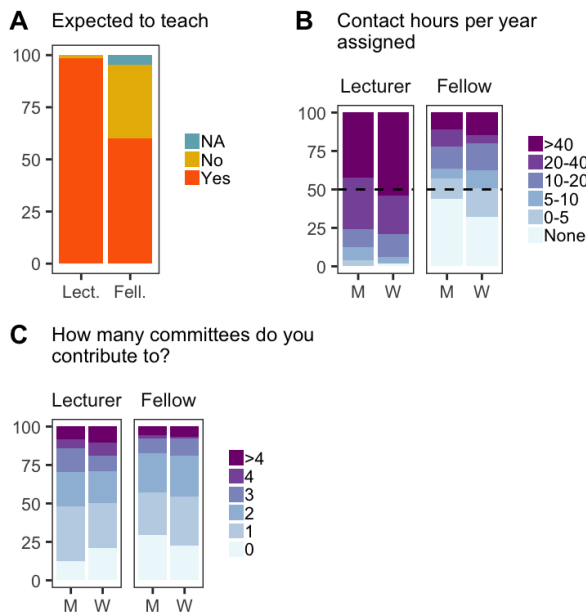 A Expected to teach
100
75
50
25
0
Lect. Fell.
NA
No
Yes
B Contact hours per year
assigned
Lecturer Fellow
100
75
50
25
0
M W M W
>40
20-40
10-20
5-10
0-5
None
C How many committees do you
contribute to?
Lecturer Fellow
100
75
50
25
0
M W M W
>4
4
3
2
1
0